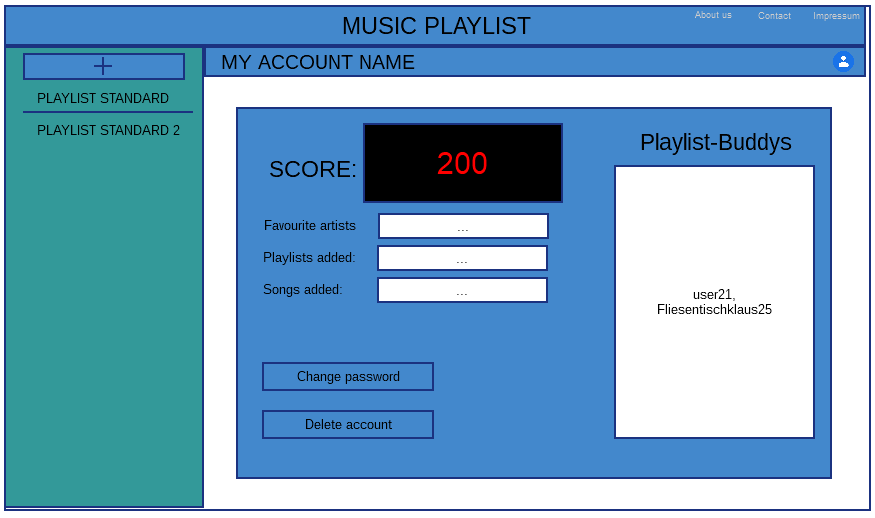 MUSIC PLAYLIST
About us
Contact
Impressum
MY ACCOUNT NAME
PLAYLIST STANDARD
PLAYLIST STANDARD 2
SCORE:
200
Favourite artists
...
Playlists added:
...
Songs added:
...
Change password
Delete account
Playlist-Buddys
user21,
Fliesentischklaus25